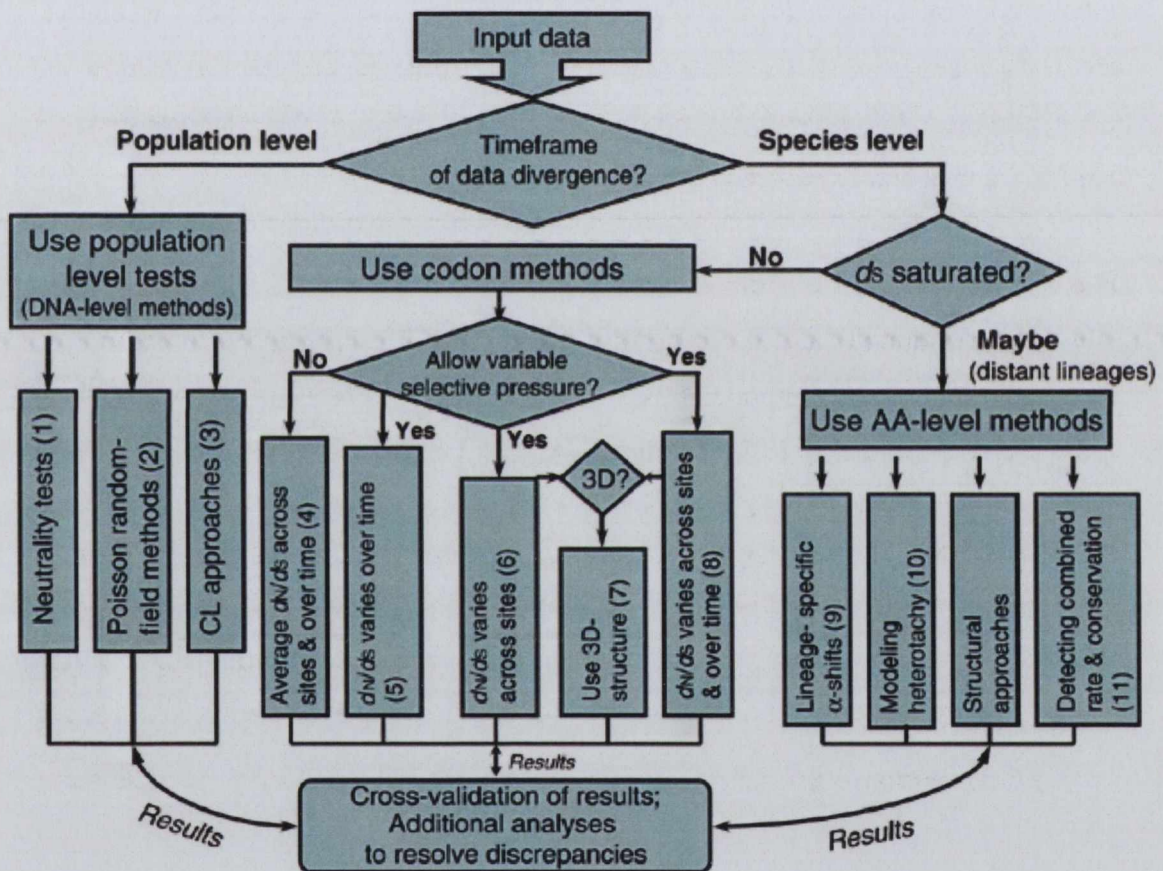 Input data
Population level
Timeframe
of data divergence?
Species level
Use population
level tests
(DNA-level methods)
Use codon methods
No
ds saturated?
No
Allow variable
selective pressure?
Yes
Maybe
(distant lineages)
Use AA-level methods
Yes
Yes
3D?
Neutrality tests (1)
Poisson random-
field methods (2)
CL approaches (3)
Average dN/dS across
sites & over time (4)
dN/dS varies over time
(5)
dN/dS varies
across sites (6)
Use 3D-
structure (7)
dN/dS varies across sites
& over time (8)
Lineage-specific
α-shifts (9)
Modeling
heterotachy (10)
Structural
approaches
Detecting combined
rate & conservation
(11)
Results
Results
Results
Cross-validation of results;
Additional analyses
to resolve discrepancies